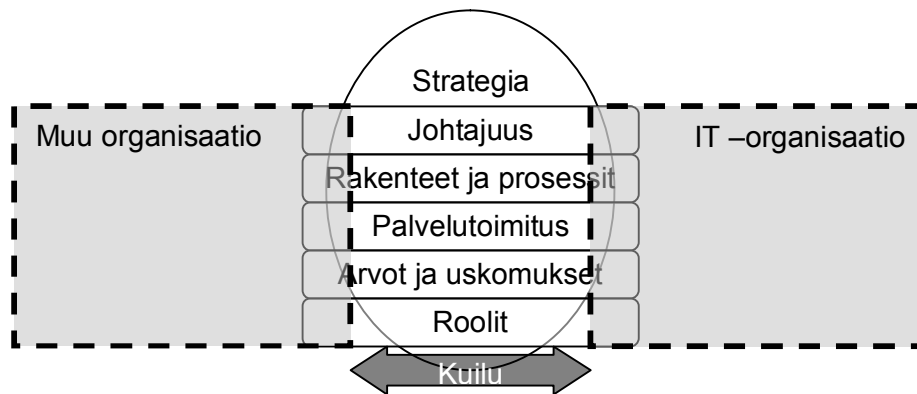 Strategia
Muu organisaatio
Johtajuus
IT –organisaatio
Rakenteet ja prosessit
Palvelutoimitus
Arvot ja uskomukset
Roolit
Kuilu